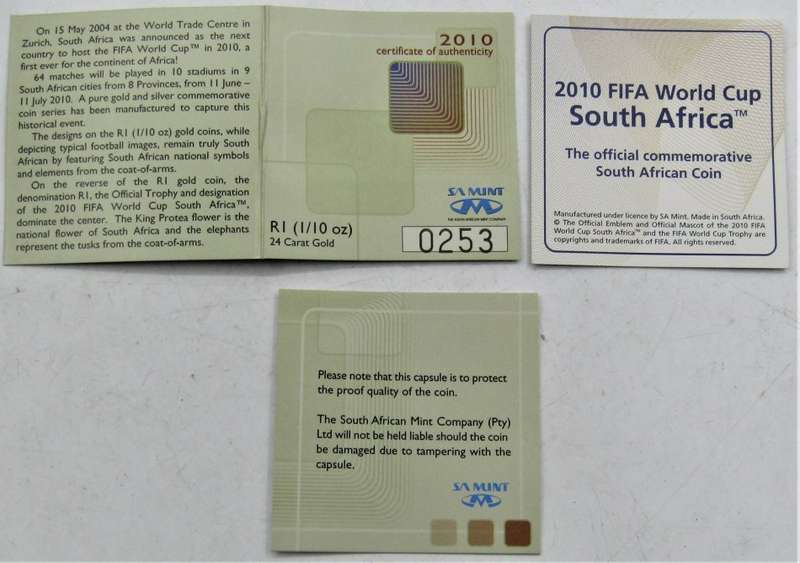 On 15 May 2004 at the World Trade Centre in
Zurich, South Africa was announced as the next
country to host the FIFA World Cup™ in 2010, a
first ever for the continent of Africa!
64 matches will be played in 10 stadiums in 9
South African cities from 8 Provinces, from 11 June –
11 July 2010. A pure gold and silver commemorative
coin series has been manufactured to capture this
historical event.
The designs on the R1 (1/10 oz) gold coins, while
depicting typical football images, remain truly South
African by featuring South African national symbols
and elements from the coat-of-arms.
On the reverse of the R1 gold coin, the
denomination R1, the Official Trophy and designation
of the 2010 FIFA World Cup South Africa™,
dominate the center. The King Protea flower is the
national flower of South Africa and the elephants
represent the tusks from the coat-of-arms.
2010
certificate of authenticity
SA MINT
THE SOUTH AFRICAN MINT COMPANY
R1 (1/10 oz)
24 Carat Gold
0253
2010 FIFA World Cup
South Africa™
The official commemorative
South African Coin
Manufactured under licence by SA Mint. Made in South Africa.
© The Official Emblem and Official Mascot of the 2010 FIFA
World Cup South Africa™ and the FIFA World Cup Trophy are
copyrights and trademarks of FIFA. All rights reserved.
Please note that this capsule is to protect
the proof quality of the coin.
The South African Mint Company (Pty)
Ltd will not be held liable should the coin
be damaged due to tampering with the
capsule.
SA MINT